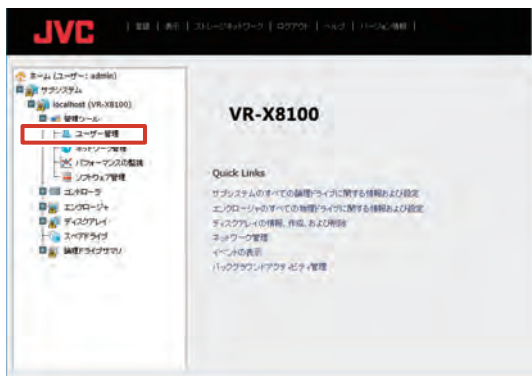 JVC
| 言語 | 表示 | ストレージネットワーク | ログアウト | ヘルプ | バージョン情報 |
ホーム (ユーザー: admin)
サブシステム
localhost (VR-X8100)
管理ツール
ユーザー管理
ネットワーク管理
パフォーマンスの監視
ソフトウェア管理
コントローラ
エンクロージャ
ディスクアレイ
スペアドライブ
論理ドライブサマリ
VR-X8100
Quick Links
サブシステムのすべての論理ドライブに関する情報および設定
エンクロージャのすべての物理ドライブに関する情報および設定
ディスクアレイの情報、作成、および削除
ネットワーク管理
イベントの表示
バックグラウンドアクティビティ管理